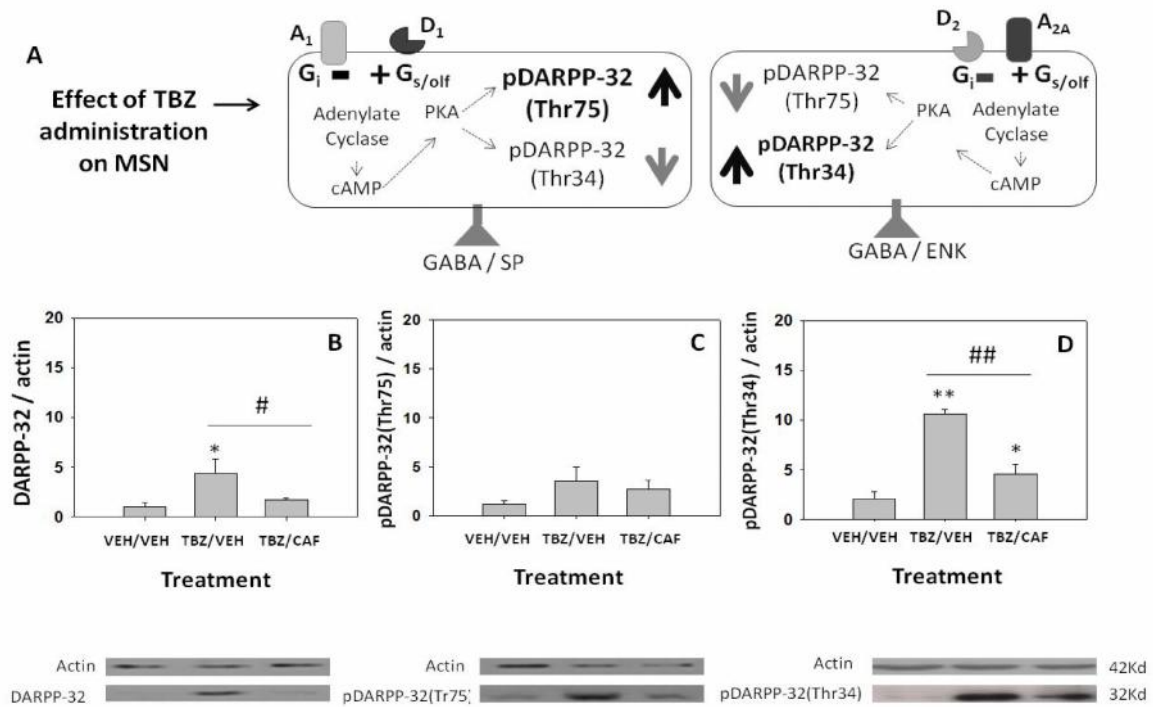 A
Effect of TBZ
administration
on MSN
A1 D1
Gi - + Gs/olf
Adenylate
Cyclase
cAMP
PKA
pDARPP-32
(Thr75)
pDARPP-32
(Thr34)
GABA / SP
D2 A2A
Gi - + Gs/olf
pDARPP-32
(Thr75)
pDARPP-32
(Thr34)
PKA
Adenylate
Cyclase
cAMP
GABA / ENK
B
DARPP-32 / actin
20
15
10
5
0
#
*
VEH/VEH TBZ/VEH TBZ/CAF
Treatment
C
pDARPP-32(Thr75) / actin
20
15
10
5
0
VEH/VEH TBZ/VEH TBZ/CAF
Treatment
D
pDARPP-32(Thr34) / actin
20
15
10
5
0
##
**
*
VEH/VEH TBZ/VEH TBZ/CAF
Treatment
Actin
DARPP-32
Actin
pDARPP-32(Tr75)
Actin 42Kd
pDARPP-32(Thr34) 32Kd